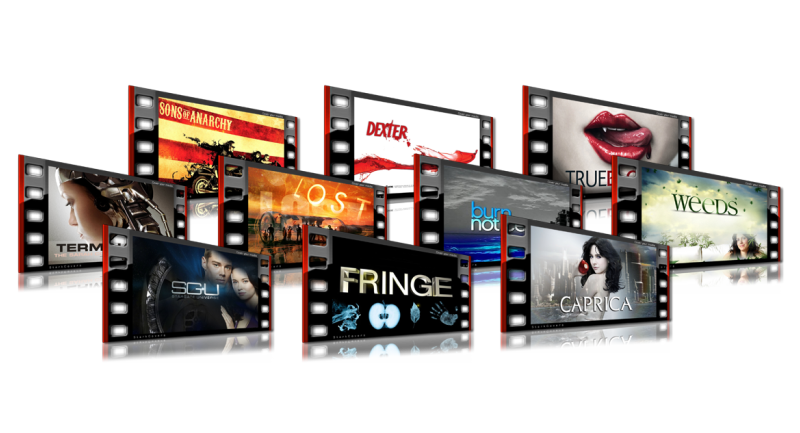 SONS OF ANARCHY
DEXTER
TRUEB
TERM
LOST
burn
notice
WEEDS
SGU
FRINGE
CAPRICA